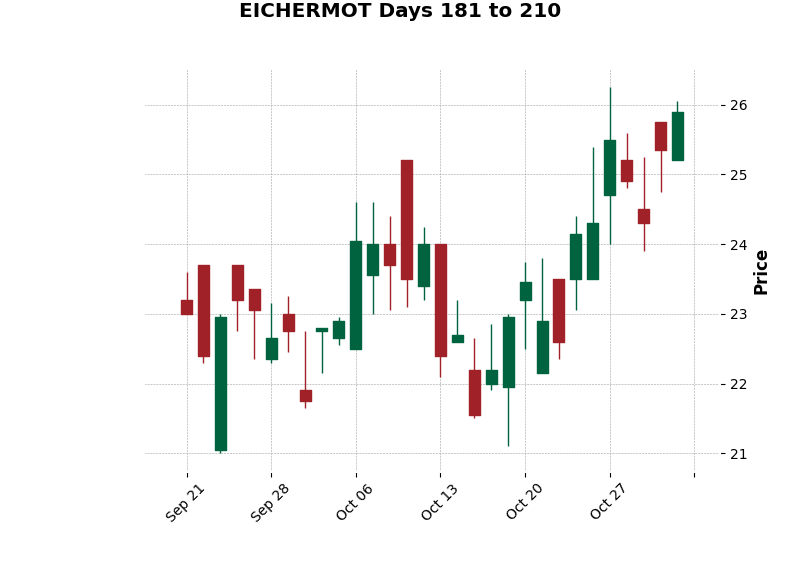 EICHERMOT Days 181 to 210
26
25
24
23
22
21
Price
Sep 21
Sep 28
Oct 06
Oct 13
Oct 20
Oct 27